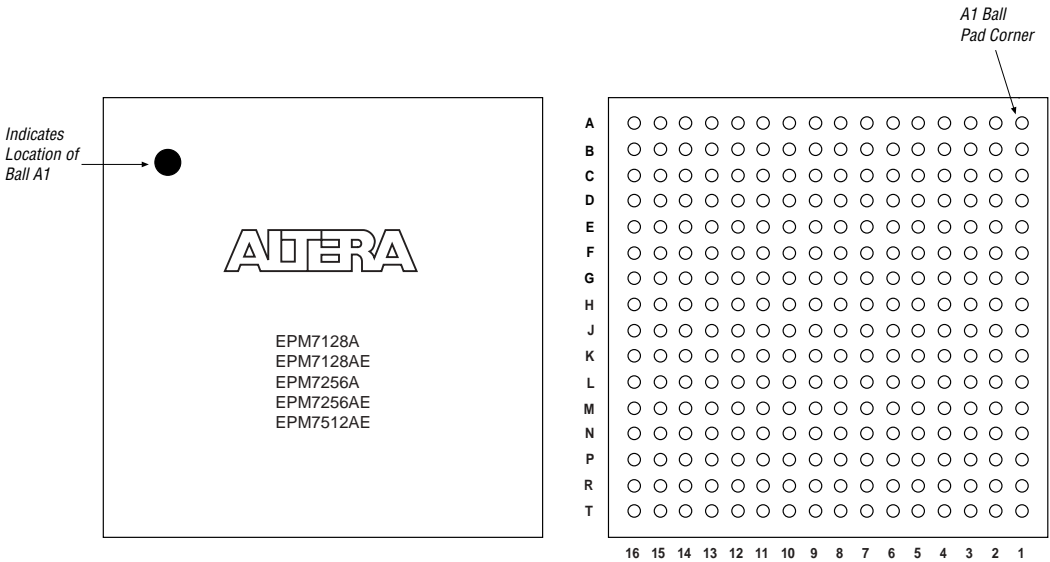 A1 Ball
Pad Corner
Indicates
Location of
Ball A1
ALTERA
EPM7128A
EPM7128AE
EPM7256A
EPM7256AE
EPM7512AE
A
B
C
D
E
F
G
H
J
K
L
M
N
P
R
T
16 15 14 13 12 11 10 9 8 7 6 5 4 3 2 1